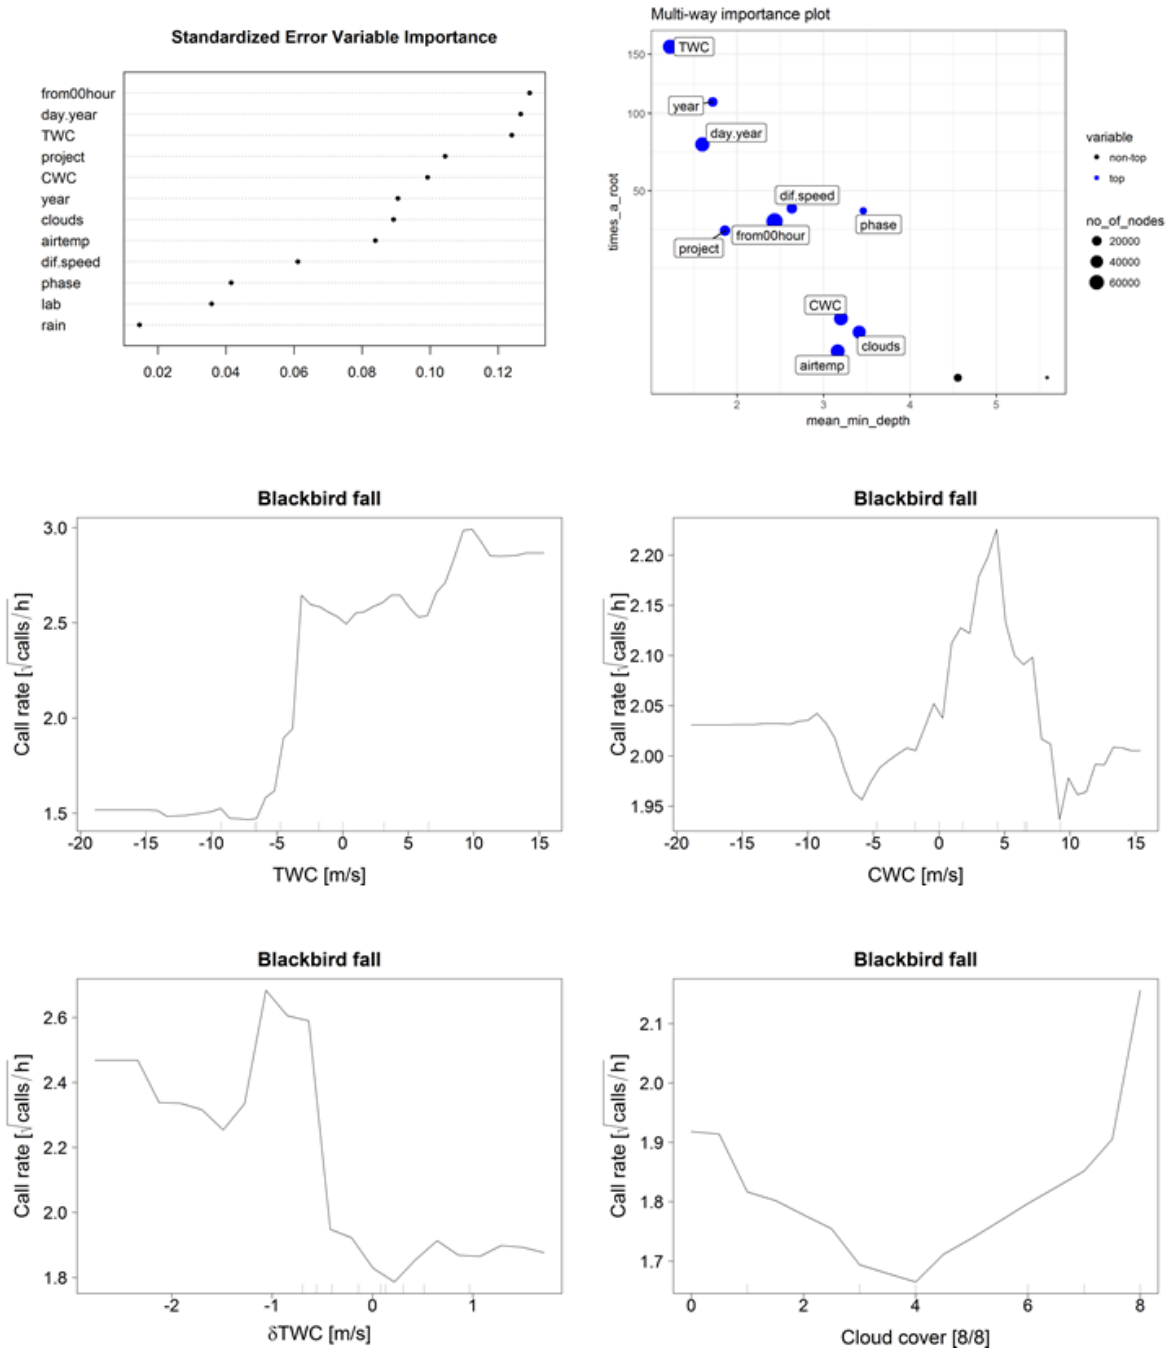 Standardized Error Variable Importance
from00hour
day.year
TWC
project
CWC
year
clouds
airtemp
dif.speed
phase
lab
rain
0.02 0.04 0.06 0.08 0.10 0.12
Multi-way importance plot
150
100
50
times_a_root
TWC
year
day.year
dif.speed
phase
from00hour
project
CWC
clouds
airtemp
2 3 4 5
mean_min_depth
variable
non-top
top
no_of_nodes
20000
40000
60000
Blackbird fall
Call rate [√calls/h]
3.0
2.5
2.0
1.5
-20 -15 -10 -5 0 5 10 15
TWC [m/s]
Blackbird fall
Call rate [√calls/h]
2.20
2.15
2.10
2.05
2.00
1.95
-20 -15 -10 -5 0 5 10 15
CWC [m/s]
Blackbird fall
Call rate [√calls/h]
2.6
2.4
2.2
2.0
1.8
-2 -1 0 1
δTWC [m/s]
Blackbird fall
Call rate [√calls/h]
2.1
2.0
1.9
1.8
1.7
0 2 4 6 8
Cloud cover [8/8]